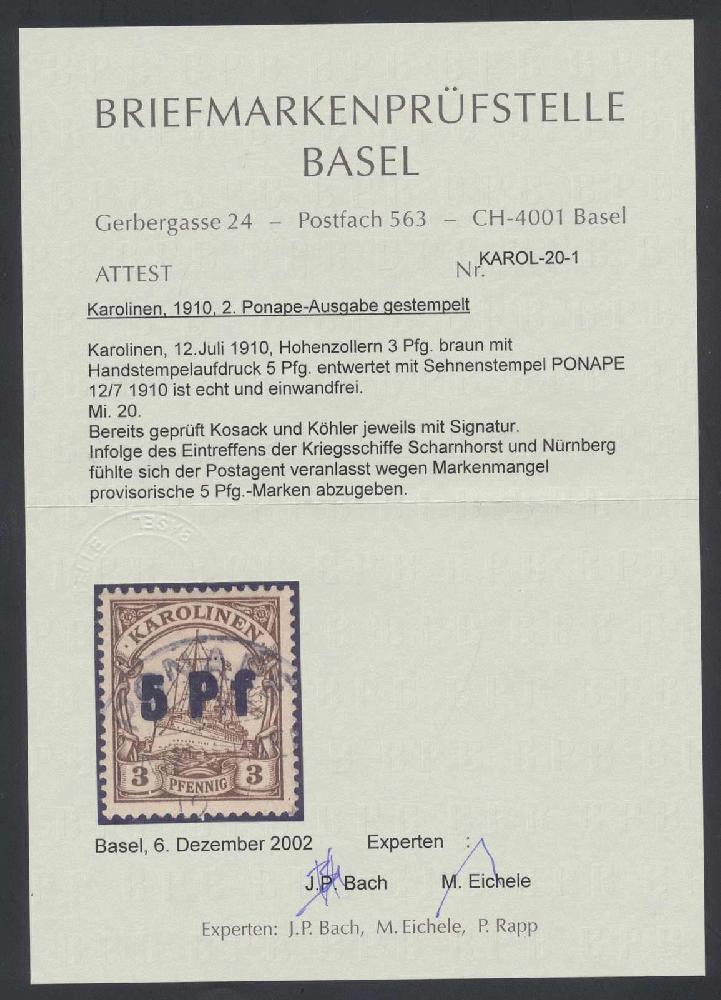 BRIEFMARKENPRÜFSTELLE
BASEL
Gerbergasse 24 – Postfach 563 – CH-4001 Basel
ATTEST Nr. KAROL-20-1
Karolinen, 1910, 2. Ponape-Ausgabe gestempelt
Karolinen, 12.Juli 1910, Hohenzollern 3 Pfg. braun mit
Handstempelaufdruck 5 Pfg. entwertet mit Sehnenstempel PONAPE
12/7 1910 ist echt und einwandfrei.
Mi. 20.
Bereits geprüft Kosack und Köhler jeweils mit Signatur.
Infolge des Eintreffens der Kriegsschiffe Scharnhorst und Nürnberg
fühlte sich der Postagent veranlasst wegen Markenmangel
provisorische 5 Pfg.-Marken abzugeben.
BASEL
KAROLINEN
5 Pf
3 PFENNIG 3
Basel, 6. Dezember 2002 Experten :
J.P. Bach M. Eichele
Experten: J.P. Bach, M. Eichele, P. Rapp